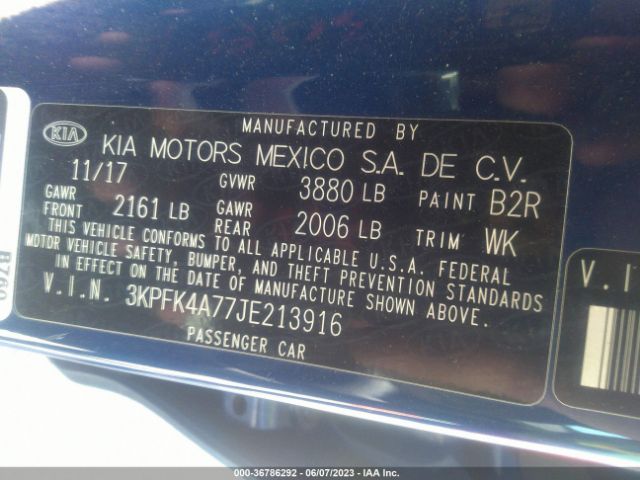 MANUFACTURED BY
KIA KIA MOTORS MEXICO S.A. DE C.V.
11/17 GVWR 3880 LB PAINT B2R
GAWR FRONT 2161 LB GAWR REAR 2006 LB TRIM WK
THIS VEHICLE CONFORMS TO ALL APPLICABLE U.S.A. FEDERAL
MOTOR VEHICLE SAFETY, BUMPER, AND THEFT PREVENTION STANDARDS
IN EFFECT ON THE DATE OF MANUFACTURE SHOWN ABOVE.
V.I.N. 3KPFK4A77JE213916
PASSENGER CAR
V.I
B760
000-36786292 - 06/07/2023 - IAAI.com